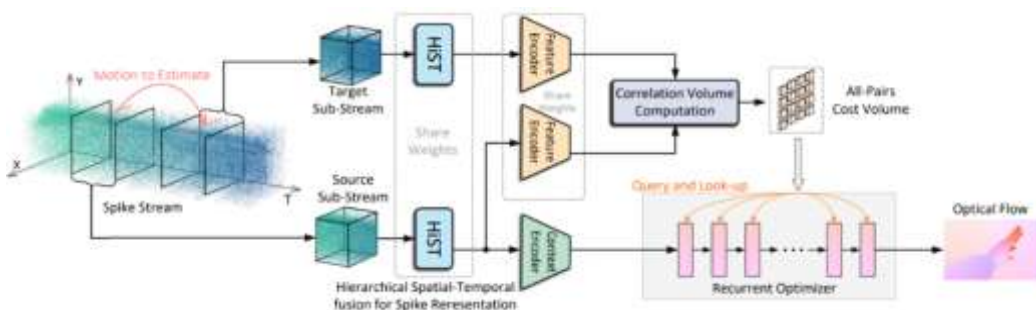 Motion to Estimate
Y
X
T
Spike Stream
Target
Sub-Stream
Source
Sub-Stream
HiST
HiST
Share
Weights
Hierarchical Spatial-Temporal
fusion for Spike Reresentation
Feature
Encoder
Feature
Encoder
Share
Weights
Context
Encoder
Correlation Volume
Computation
All-Pairs
Cost Volume
Query and Look-up
Recurrent Optimizer
Optical Flow